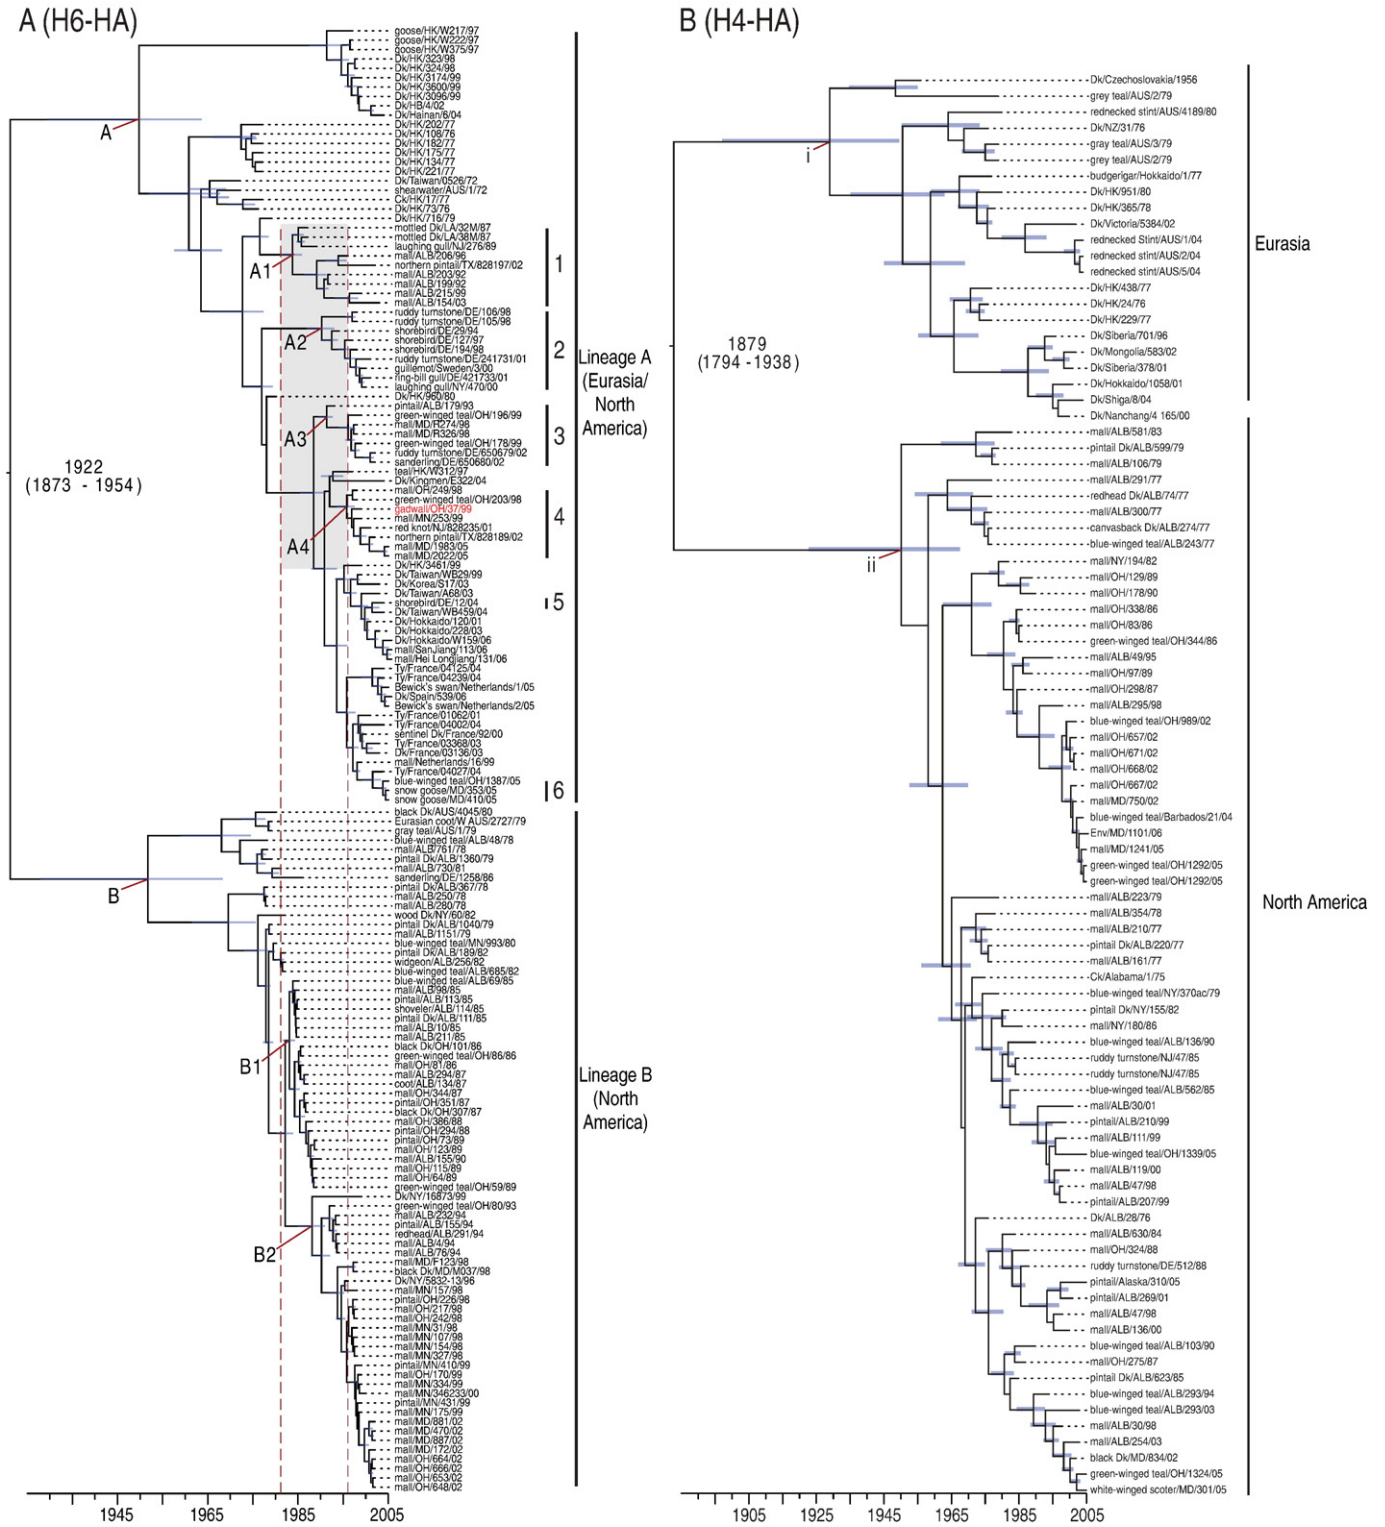 A (H6-HA)
goose/HK/W217/97
goose/HK/W222/97
goose/HK/W375/97
Dk/HK/323/98
Dk/HK/324/98
Dk/HK/3174/99
Dk/HK/3600/99
Dk/HK/3096/99
Dk/HB/4/02
Dk/Hainan/6/04
Dk/HK/202/77
Dk/HK/108/76
Dk/HK/182/77
Dk/HK/175/77
Dk/HK/134/77
Dk/HK/221/77
Dk/Taiwan/0526/72
shearwater/AUS/1/72
Ck/HK/17/77
Dk/HK/73/76
Dk/HK/716/79
mottled Dk/LA/32M/87
mottled Dk/LA/38M/87
laughing gull/NJ/276/89
mall/ALB/206/96
northern pintail/TX/828197/02
mall/ALB/203/92
mall/ALB/199/92
mall/ALB/215/99
mall/ALB/154/03
ruddy turnstone/DE/106/98
ruddy turnstone/DE/105/98
shorebird/DE/29/94
shorebird/DE/127/97
shorebird/DE/194/98
ruddy turnstone/DE/241731/01
guillemot/Sweden/3/00
ring-bill gull/DE/421733/01
laughing gull/NY/470/00
Dk/HK/960/80
pintail/ALB/179/93
green-winged teal/OH/196/99
mall/MD/R274/98
mall/MD/R326/98
green-winged teal/OH/178/99
ruddy turnstone/DE/650679/02
sanderling/DE/650680/02
teal/HK/W312/97
Dk/Kingmen/E322/04
mall/OH/249/98
green-winged teal/OH/203/98
gadwall/OH/37/99
mall/MN/253/99
red knot/NJ/828235/01
northern pintail/TX/828189/02
mall/MD/1983/05
mall/MD/2022/05
Dk/HK/3461/99
Dk/Taiwan/WB29/99
Dk/Korea/S17/03
Dk/Taiwan/A68/03
shorebird/DE/12/04
Dk/Taiwan/WB459/04
Dk/Hokkaido/120/01
Dk/Hokkaido/228/03
Dk/Hokkaido/W159/06
mall/SanJiang/113/06
mall/Hei Longjiang/131/06
Ty/France/04125/04
Ty/France/04239/04
Bewick's swan/Netherlands/1/05
Dk/Spain/539/06
Bewick's swan/Netherlands/2/05
Ty/France/01062/01
Ty/France/04002/04
sentinel Dk/France/92/00
Ty/France/03368/03
Dk/France/03136/03
mall/Netherlands/16/99
Ty/France/04027/04
blue-winged teal/OH/1387/05
snow goose/MD/353/05
snow goose/MD/410/05
black Dk/AUS/4045/80
Eurasian coot/W AUS/2727/79
gray teal/AUS/1/79
blue-winged teal/ALB/48/78
mall/ALB/761/78
pintail Dk/ALB/1360/79
mall/ALB/730/81
sanderling/DE/1258/86
pintail Dk/ALB/367/78
mall/ALB/250/78
mall/ALB/280/78
wood Dk/NY/60/82
pintail Dk/ALB/1040/79
mall/ALB/1151/79
blue-winged teal/MN/993/80
pintail Dk/ALB/189/82
widgeon/ALB/256/82
blue-winged teal/ALB/685/82
blue-winged teal/ALB/69/85
mall/ALB/98/85
pintail/ALB/113/85
shoveler/ALB/114/85
pintail Dk/ALB/111/85
mall/ALB/10/85
mall/ALB/211/85
black Dk/OH/101/86
green-winged teal/OH/86/86
mall/OH/81/86
mall/ALB/294/87
coot/ALB/134/87
mall/OH/344/87
pintail/OH/351/87
black Dk/OH/307/87
mall/OH/386/88
pintail/OH/294/88
pintail/OH/73/89
mall/OH/123/89
mall/ALB/155/90
mall/OH/115/89
mall/OH/64/89
green-winged teal/OH/59/89
Dk/NY/16873/99
green-winged teal/OH/80/93
mall/ALB/232/94
pintail/ALB/155/94
redhead/ALB/291/94
mall/ALB/4/94
mall/ALB/76/94
mall/MD/F123/98
black Dk/MD/M037/98
Dk/NY/5832-13/96
mall/MN/157/98
pintail/OH/226/98
mall/OH/217/98
mall/OH/242/98
mall/MN/31/98
mall/MN/107/98
mall/MN/154/98
mall/MN/327/98
pintail/MN/410/99
mall/OH/170/99
mall/MN/334/99
mall/MN/346233/00
pintail/MN/431/99
mall/MN/175/99
mall/MD/881/02
mall/MD/470/02
mall/MD/887/02
mall/MD/172/02
mall/OH/664/02
mall/OH/666/02
mall/OH/653/02
mall/OH/648/02
A
A1
A2
A3
A4
B
B1
B2
1922
(1873 - 1954)
1
2
3
4
5
6
Lineage A
(Eurasia/
North
America)
Lineage B
(North
America)
1945 1965 1985 2005
B (H4-HA)
Dk/Czechoslovakia/1956
grey teal/AUS/2/79
rednecked stint/AUS/4189/80
Dk/NZ/31/76
gray teal/AUS/3/79
grey teal/AUS/2/79
budgerigar/Hokkaido/1/77
Dk/HK/951/80
Dk/HK/365/78
Dk/Victoria/5384/02
rednecked Stint/AUS/1/04
rednecked stint/AUS/2/04
rednecked stint/AUS/5/04
Dk/HK/438/77
Dk/HK/24/76
Dk/HK/229/77
Dk/Siberia/701/96
Dk/Mongolia/583/02
Dk/Siberia/378/01
Dk/Hokkaido/1058/01
Dk/Shiga/8/04
Dk/Nanchang/4 165/00
mall/ALB/581/83
pintail Dk/ALB/599/79
mall/ALB/106/79
mall/ALB/291/77
redhead Dk/ALB/74/77
mall/ALB/300/77
canvasback Dk/ALB/274/77
blue-winged teal/ALB/243/77
mall/NY/194/82
mall/OH/129/89
mall/OH/178/90
mall/OH/338/86
mall/OH/83/86
green-winged teal/OH/344/86
mall/ALB/49/95
mall/OH/97/89
mall/OH/298/87
mall/ALB/295/98
blue-winged teal/OH/989/02
mall/OH/657/02
mall/OH/671/02
mall/OH/668/02
mall/OH/667/02
mall/MD/750/02
blue-winged teal/Barbados/21/04
Env/MD/1101/06
mall/MD/1241/05
green-winged teal/OH/1292/05
green-winged teal/OH/1292/05
mall/ALB/223/79
mall/ALB/354/78
mall/ALB/210/77
pintail Dk/ALB/220/77
mall/ALB/161/77
Ck/Alabama/1/75
blue-winged teal/NY/370ac/79
pintail Dk/NY/155/82
mall/NY/180/86
blue-winged teal/ALB/136/90
ruddy turnstone/NJ/47/85
ruddy turnstone/NJ/47/85
blue-winged teal/ALB/562/85
mall/ALB/30/01
pintail/ALB/210/99
mall/ALB/111/99
blue-winged teal/OH/1339/05
mall/ALB/119/00
mall/ALB/47/98
pintail/ALB/207/99
Dk/ALB/28/76
mall/ALB/630/84
mall/OH/324/88
ruddy turnstone/DE/512/88
pintail/Alaska/310/05
pintail/ALB/269/01
mall/ALB/47/98
mall/ALB/136/00
blue-winged teal/ALB/103/90
mall/OH/275/87
pintail Dk/ALB/623/85
blue-winged teal/ALB/293/94
blue-winged teal/ALB/293/03
mall/ALB/30/98
mall/ALB/254/03
black Dk/MD/834/02
green-winged teal/OH/1324/05
white-winged scoter/MD/301/05
i
ii
1879
(1794 -1938)
Eurasia
North America
1905 1925 1945 1965 1985 2005